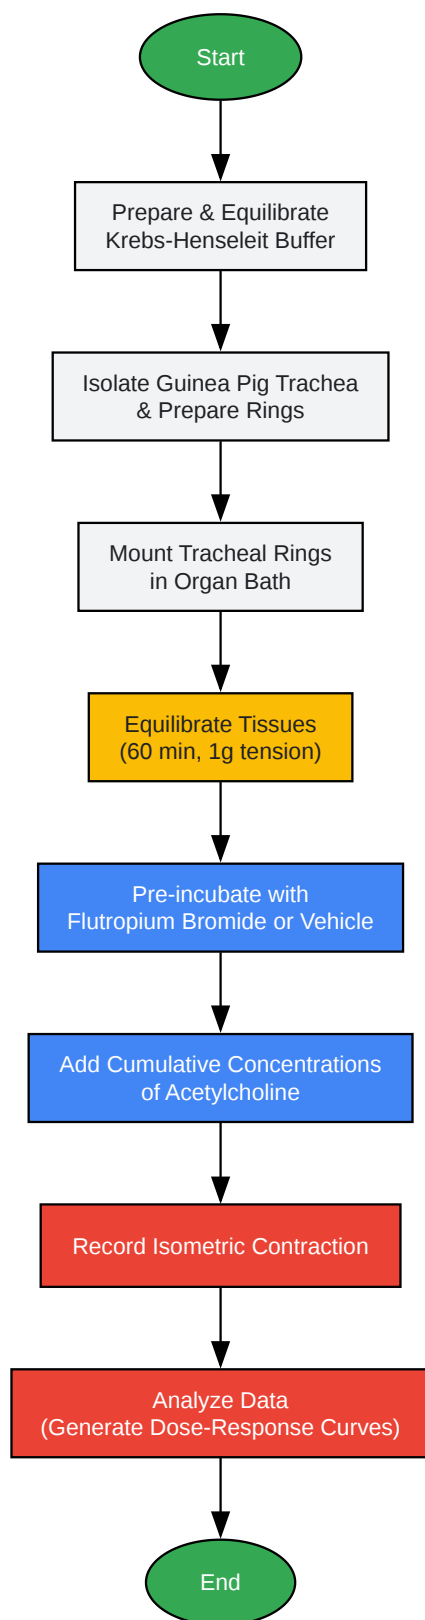 Start
Prepare & Equilibrate
Krebs-Henseleit Buffer
Isolate Guinea Pig Trachea
& Prepare Rings
Mount Tracheal Rings
in Organ Bath
Equilibrate Tissues
(60 min, 1g tension)
Pre-incubate with
Flutropium Bromide or Vehicle
Add Cumulative Concentrations
of Acetylcholine
Record Isometric Contraction
Analyze Data
(Generate Dose-Response Curves)
End